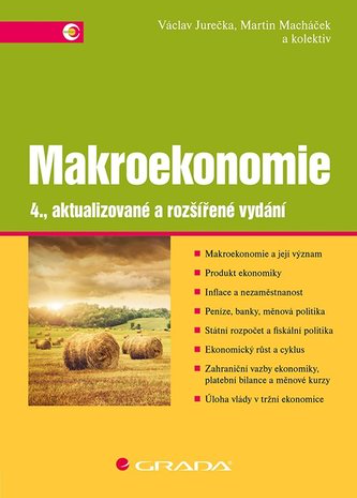 Václav Jurečka, Martin Macháček
a kolektiv
Makroekonomie
4., aktualizované a rozšířené vydání
Makroekonomie a její význam
Produkt ekonomiky
Inflace a nezaměstnanost
Peníze, banky, měnová politika
Státní rozpočet a fiskální politika
Ekonomický růst a cyklus
Zahraniční vazby ekonomiky,
platební bilance a měnové kurzy
Úloha vlády v tržní ekonomice
GRADA